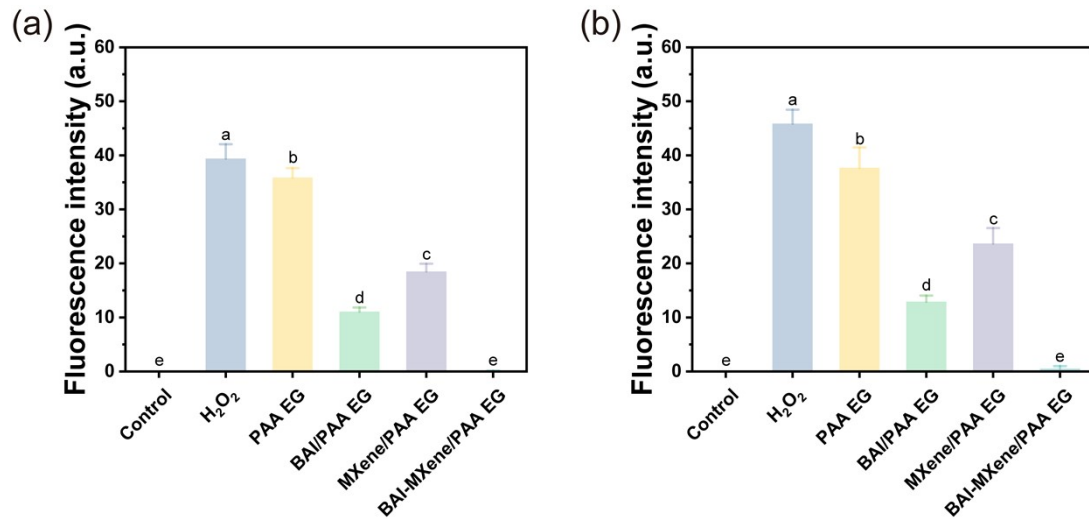 (a)
Fluorescence intensity (a.u.)
60
50
40
30
20
10
0
e
a
b
d
c
e
Control
H₂O₂
PAA EG
BAI/PAA EG
MXene/PAA EG
BAI-MXene/PAA EG
(b)
Fluorescence intensity (a.u.)
60
50
40
30
20
10
0
e
a
b
d
c
e
Control
H₂O₂
PAA EG
BAI/PAA EG
MXene/PAA EG
BAI-MXene/PAA EG